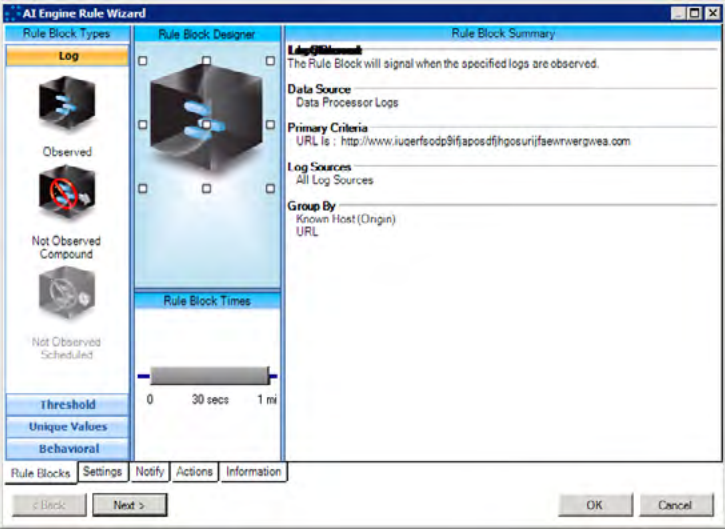 AI Engine Rule Wizard
Rule Block Types
Rule Block Designer
Rule Block Summary
Log
Observed
Not Observed
Compound
Not Observed
Scheduled
Threshold
Unique Values
Behavioral
Rule Block Times
0 30 secs 1 mi
The Rule Block will signal when the specified logs are observed.
Data Source
Data Processor Logs
Primary Criteria
URL Is : http://www.iuqerfsodp9ifjaposdfjhgosurijfaewrwergwea.com
Log Sources
All Log Sources
Group By
Known Host (Origin)
URL
Rule Blocks Settings Notify Actions Information
< Back Next > OK Cancel